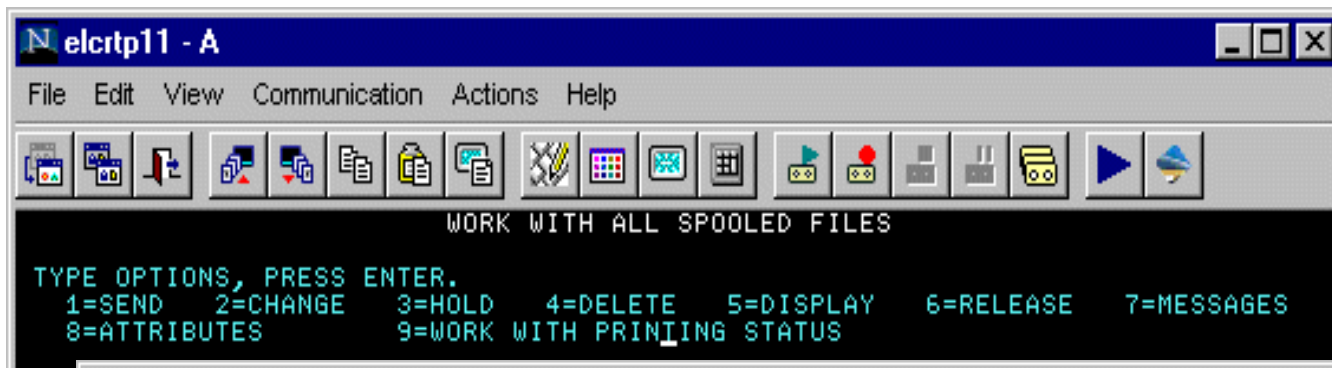 elcrtp11 - A
File Edit View Communication Actions Help
WORK WITH ALL SPOOLED FILES
TYPE OPTIONS, PRESS ENTER.
1=SEND 2=CHANGE 3=HOLD 4=DELETE 5=DISPLAY 6=RELEASE 7=MESSAGES
8=ATTRIBUTES 9=WORK WITH PRINTING STATUS